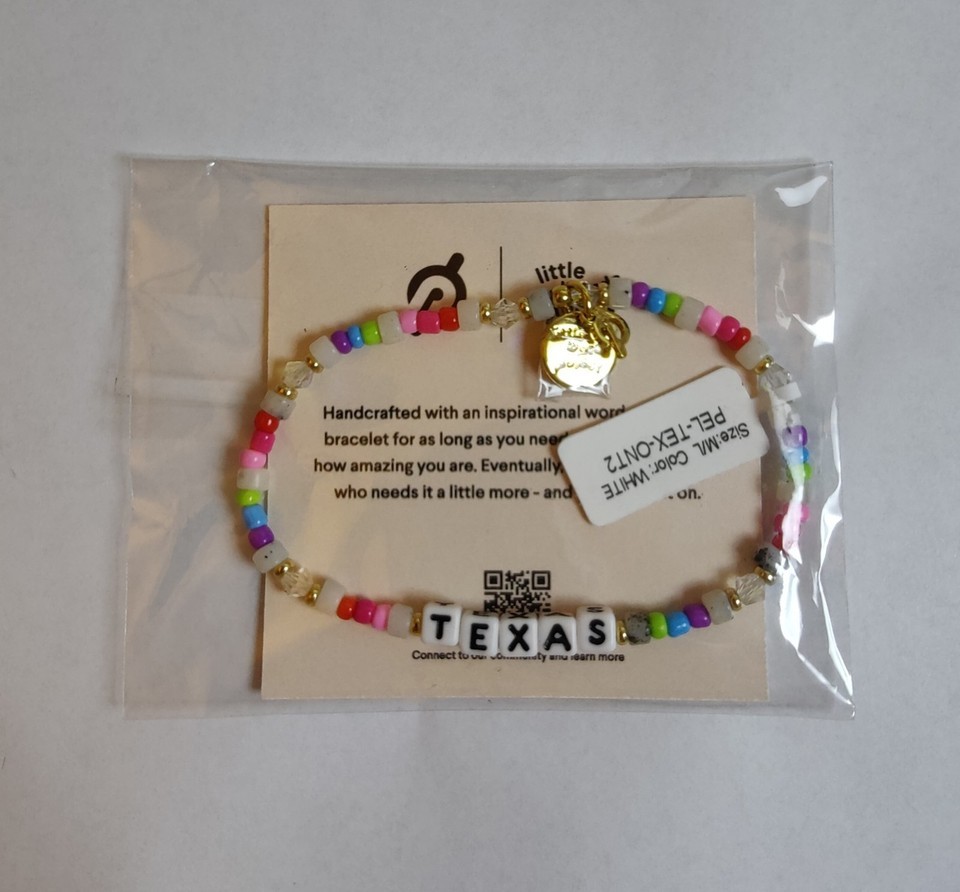 little
Handcrafted with an inspirational word
bracelet for as long as you need
how amazing you are. Eventually,
who needs it a little more - and on.
Size:M/L Color: WHITE
PEL-TEX-ONT2
TEXAS
Connect to our community and learn more